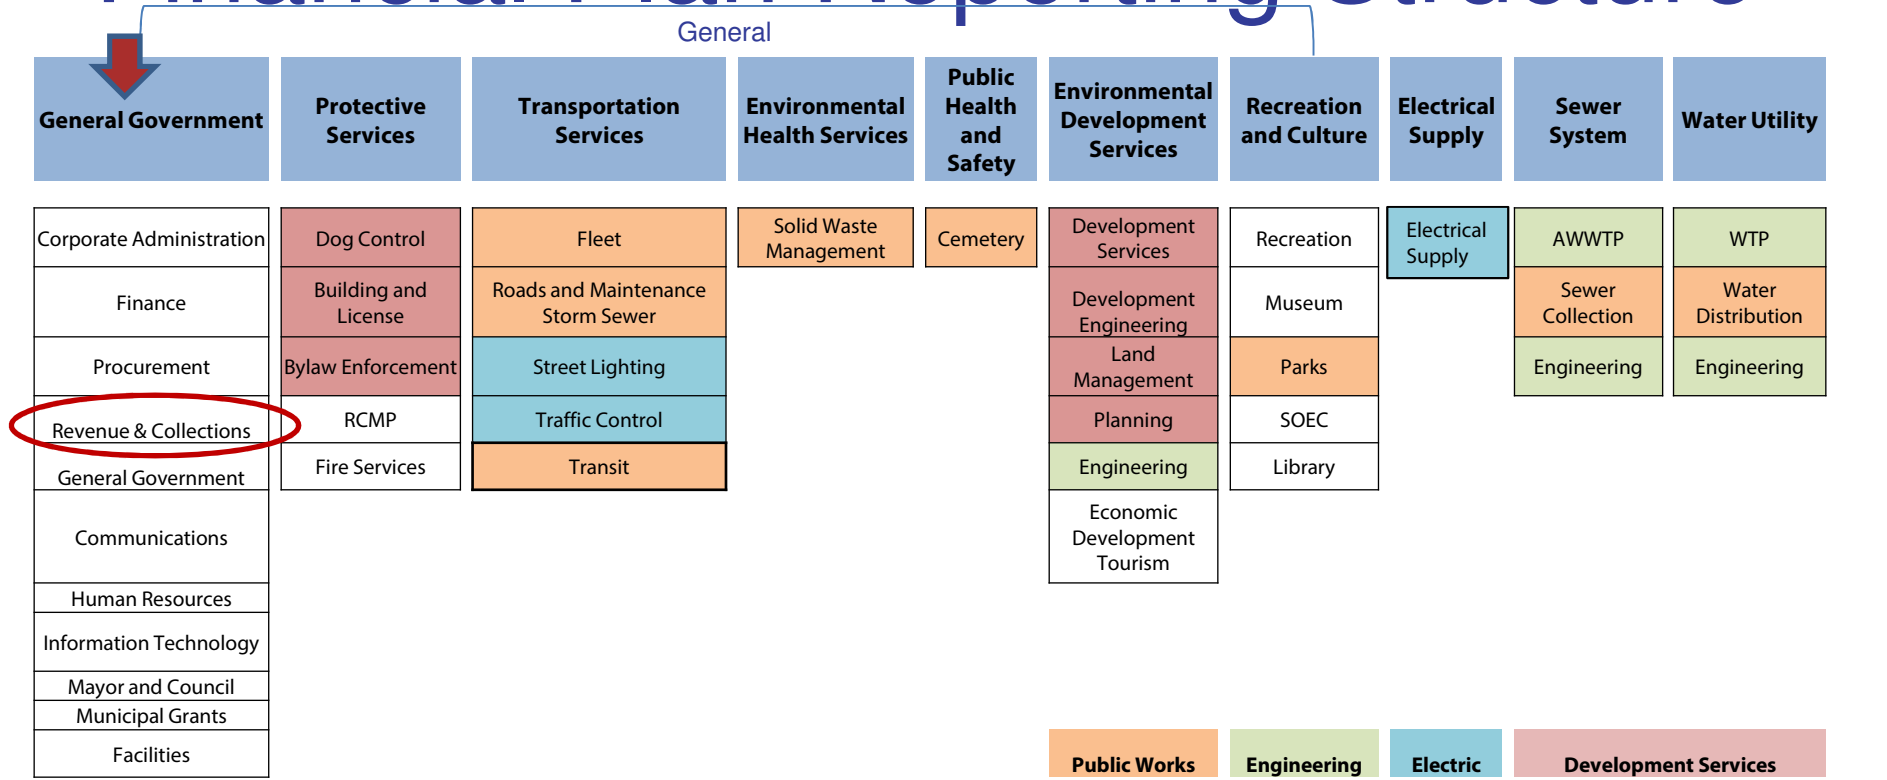 Financial Plan Reporting Structure
General
General Government
Protective
Services
Transportation
Services
Environmental
Health Services
Public
Health
and
Safety
Environmental
Development
Services
Recreation
and Culture
Electrical
Supply
Sewer
System
Water Utility
Corporate Administration
Finance
Procurement
Revenue & Collections
General Government
Communications
Human Resources
Information Technology
Mayor and Council
Municipal Grants
Facilities
Dog Control
Building and
License
Bylaw Enforcement
RCMP
Fire Services
Fleet
Roads and Maintenance
Storm Sewer
Street Lighting
Traffic Control
Transit
Solid Waste
Management
Cemetery
Development
Services
Development
Engineering
Land
Management
Planning
Engineering
Economic
Development
Tourism
Recreation
Museum
Parks
SOEC
Library
Electrical
Supply
AWWTP
Sewer
Collection
Engineering
WTP
Water
Distribution
Engineering
Public Works
Engineering
Electric
Development Services